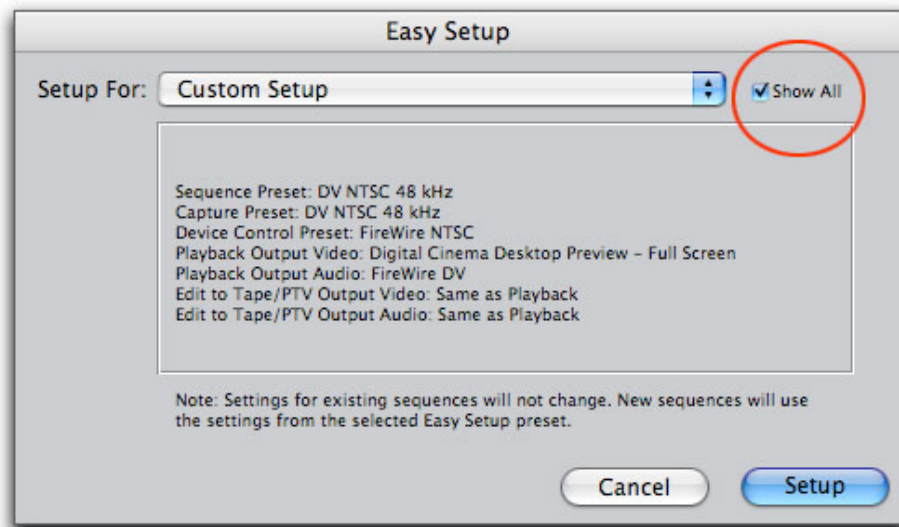 Easy Setup
Setup For: Custom Setup Show All
Sequence Preset: DV NTSC 48 kHz
Capture Preset: DV NTSC 48 kHz
Device Control Preset: FireWire NTSC
Playback Output Video: Digital Cinema Desktop Preview – Full Screen
Playback Output Audio: FireWire DV
Edit to Tape/PTV Output Video: Same as Playback
Edit to Tape/PTV Output Audio: Same as Playback
Note: Settings for existing sequences will not change. New sequences will use
the settings from the selected Easy Setup preset.
Cancel Setup